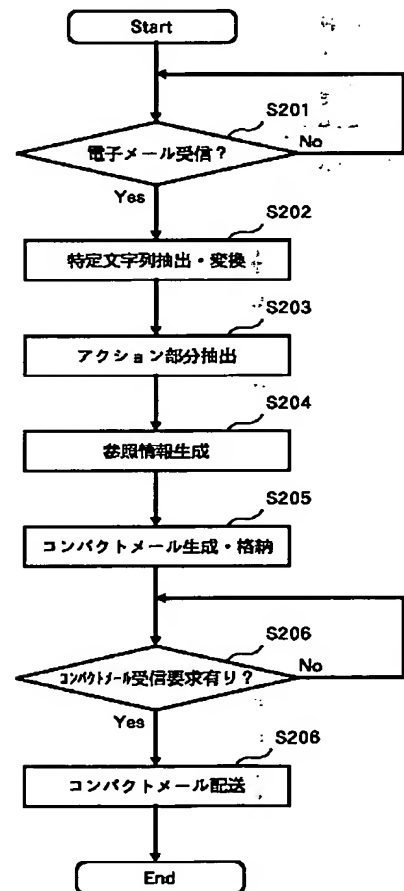 Start
S201
電子メール受信？
No
Yes
S202
特定文字列抽出・変換
S203
アクション部分抽出
S204
参照情報生成
S205
コンパクトメール生成・格納
S206
コンパクトメール受信要求有り？
No
Yes
S206
コンパクトメール配送
End